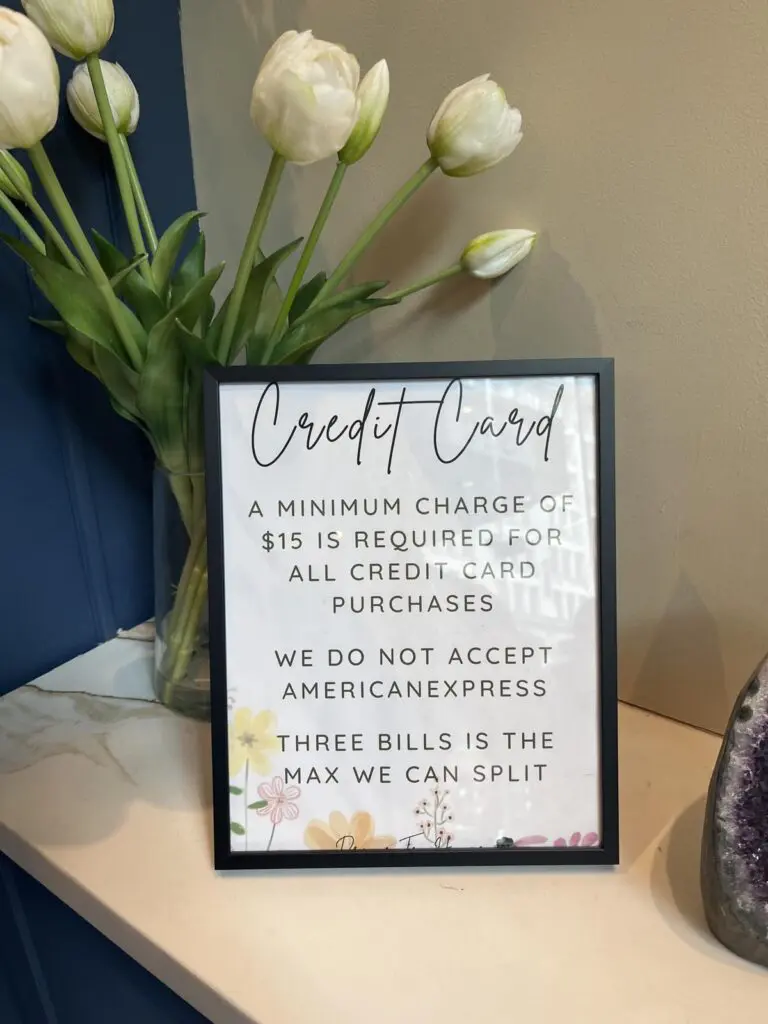 Credit Card
A MINIMUM CHARGE OF
$15 IS REQUIRED FOR
ALL CREDIT CARD
PURCHASES
WE DO NOT ACCEPT
AMERICANEXPRESS
THREE BILLS IS THE
MAX WE CAN SPLIT